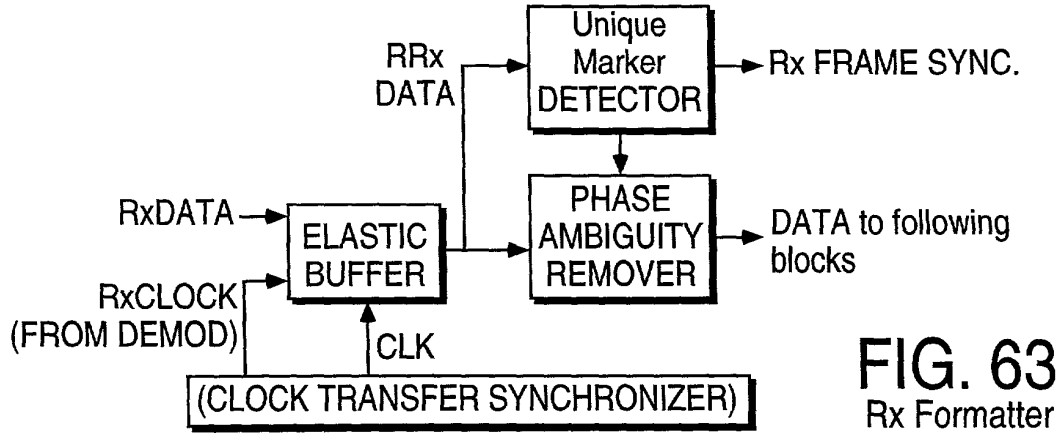 Unique
Marker
DETECTOR
RRx
DATA
Rx FRAME SYNC.
RxDATA
ELASTIC
BUFFER
PHASE
AMBIGUITY
REMOVER
DATA to following
blocks
RxCLOCK
(FROM DEMOD)
CLK
(CLOCK TRANSFER SYNCHRONIZER)
FIG. 63
Rx Formatter